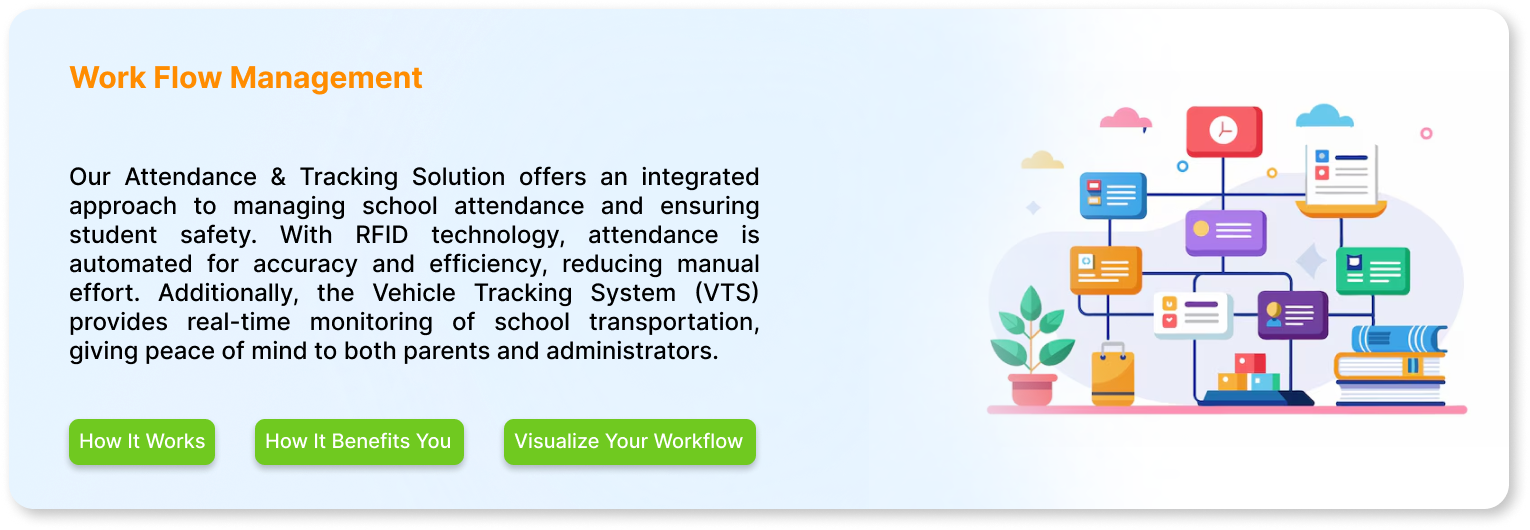 Work Flow Management
Our Attendance & Tracking Solution offers an integrated
approach to managing school attendance and ensuring
student safety. With RFID technology, attendance is
automated for accuracy and efficiency, reducing manual
effort. Additionally, the Vehicle Tracking System (VTS)
provides real-time monitoring of school transportation,
giving peace of mind to both parents and administrators.
How It Works
How It Benefits You
Visualize Your Workflow